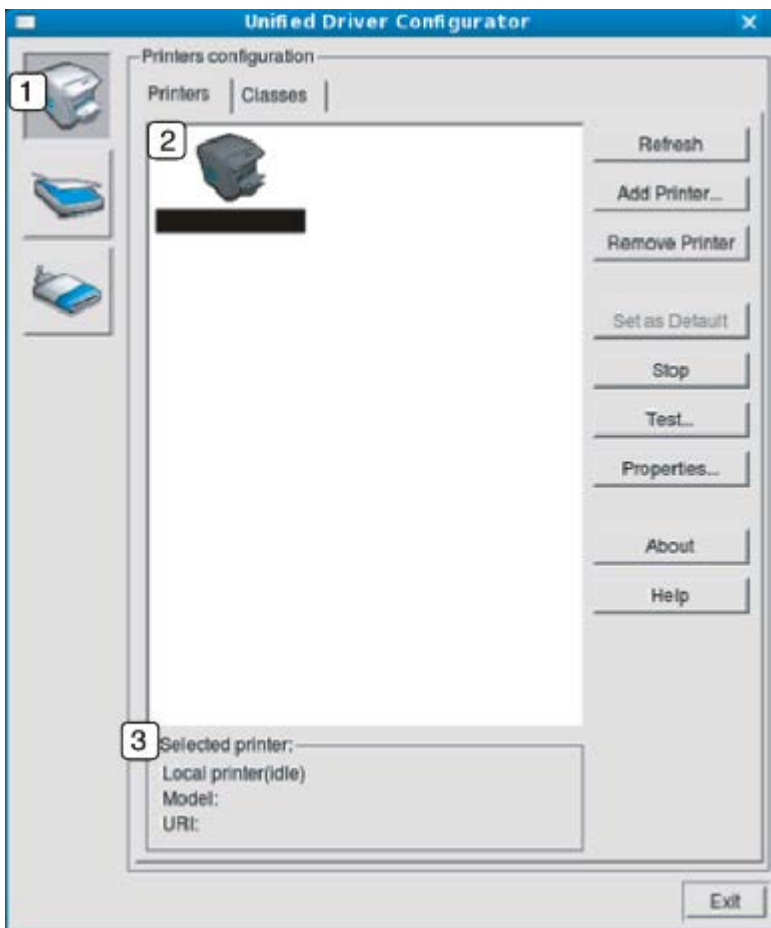 Unified Driver Configurator
Printers configuration
1
Printers
Classes
2
Refresh
Add Printer...
Remove Printer
Set as Default
Stop
Test...
Properties...
About
Help
3
Selected printer:
Local printer(idle)
Model:
URI:
Exit